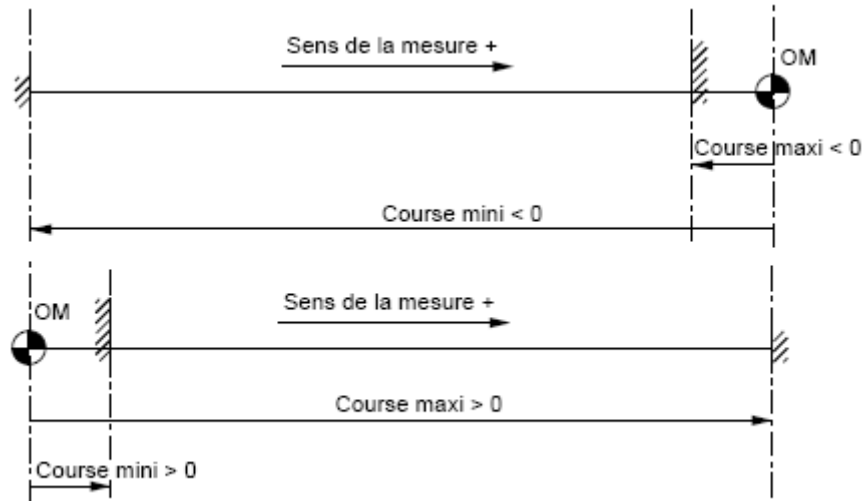 Sens de la mesure +
OM
Course maxi < 0
Course mini < 0
OM
Sens de la mesure +
Course maxi > 0
Course mini > 0